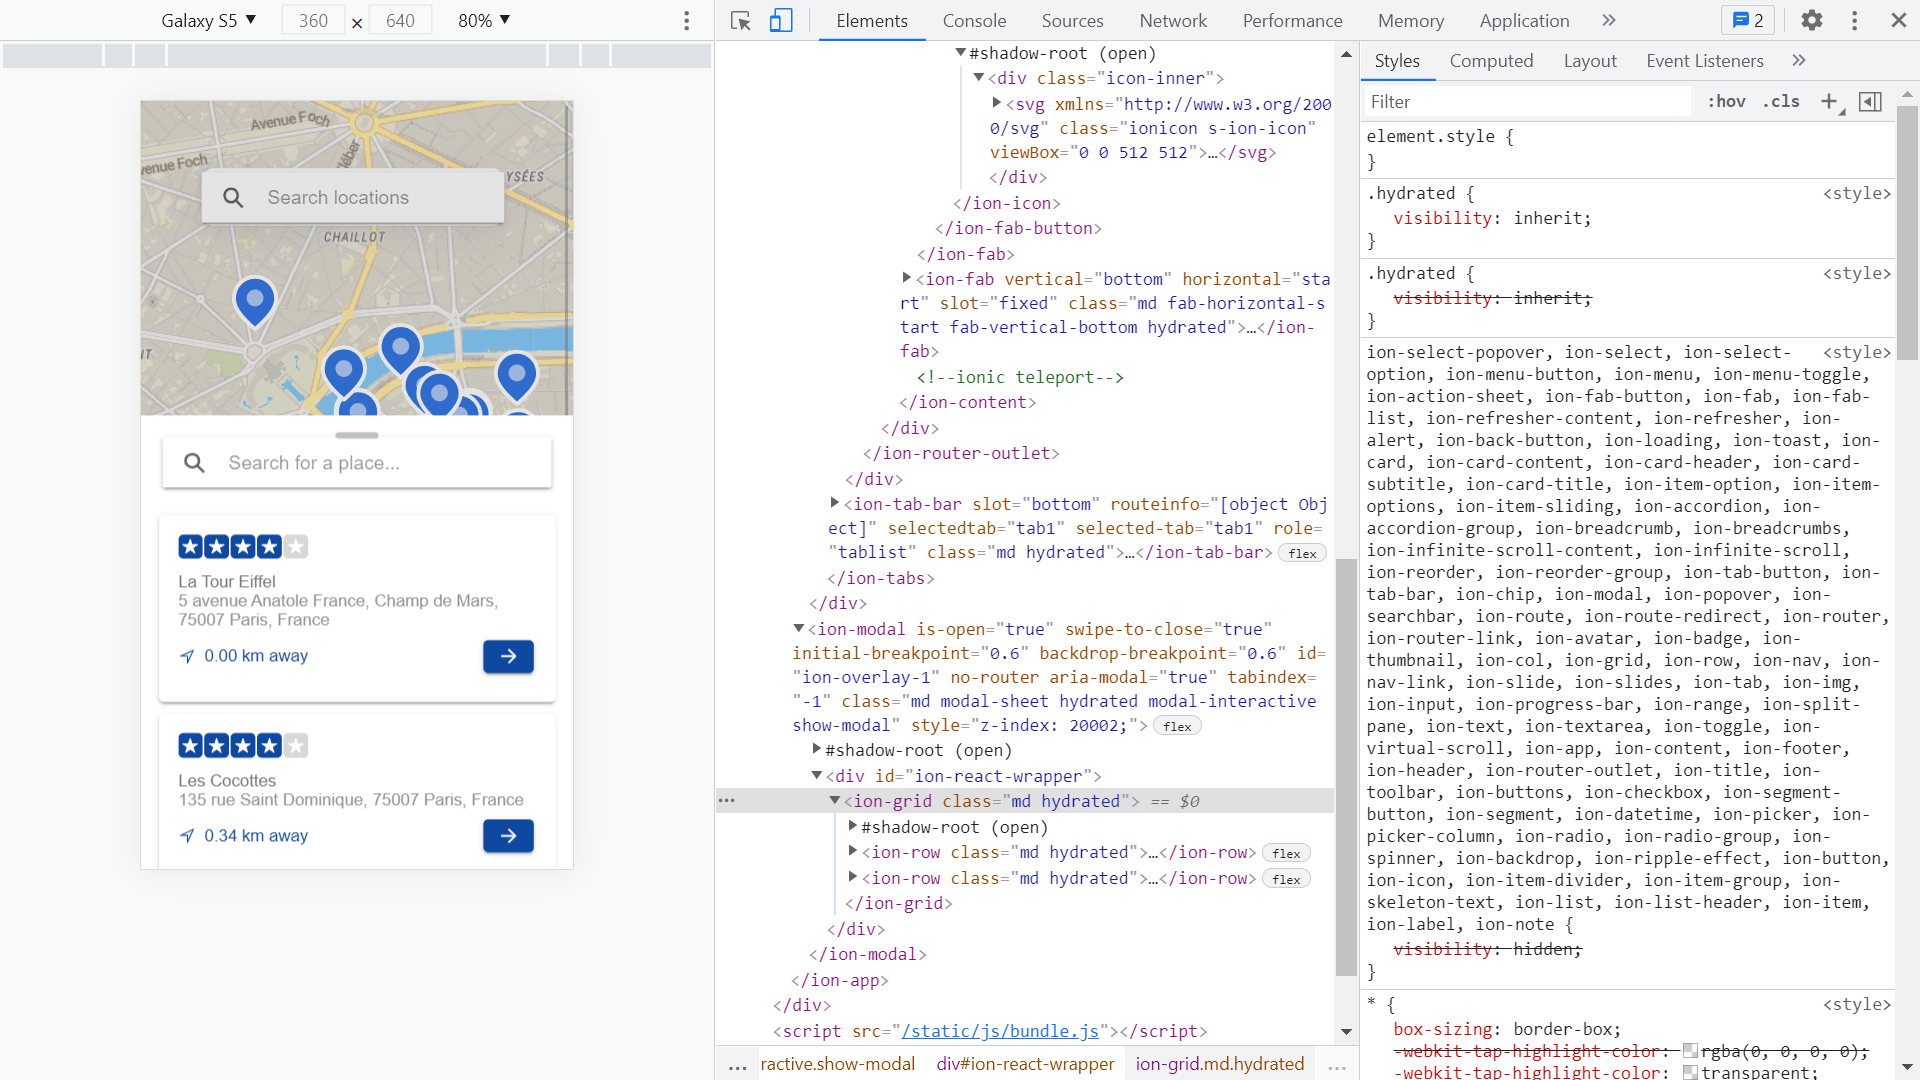 Galaxy S5 ▼ 360 × 640 80% ▼
Avenue Foch
venue Foch
léber
YSÉES
Search locations
CHAILLOT
NT
Search for a place...
La Tour Eiffel
5 avenue Anatole France, Champ de Mars,
75007 Paris, France
0.00 km away
Les Cocottes
135 rue Saint Dominique, 75007 Paris, France
0.34 km away
Elements Console Sources Network Performance Memory Application » 2
▼#shadow-root (open)
▼<div class="icon-inner">
▶<svg xmlns="http://www.w3.org/200
0/svg" class="ionicon s-ion-icon"
viewBox="0 0 512 512">…</svg>
</div>
</ion-icon>
</ion-fab-button>
</ion-fab>
▶<ion-fab vertical="bottom" horizontal="sta
rt" slot="fixed" class="md fab-horizontal-s
tart fab-vertical-bottom hydrated">…</ion-
fab>
<!--ionic teleport-->
</ion-content>
</div>
</ion-router-outlet>
</div>
▶<ion-tab-bar slot="bottom" routeinfo="[object Obj
ect]" selectedtab="tab1" selected-tab="tab1" role=
"tablist" class="md hydrated">…</ion-tab-bar> flex
</ion-tabs>
</div>
▼<ion-modal is-open="true" swipe-to-close="true"
initial-breakpoint="0.6" backdrop-breakpoint="0.6" id=
"ion-overlay-1" no-router aria-modal="true" tabindex=
"-1" class="md modal-sheet hydrated modal-interactive
show-modal" style="z-index: 20002;"> flex
▶#shadow-root (open)
▼<div id="ion-react-wrapper">
… ▼<ion-grid class="md hydrated"> == $0
▶#shadow-root (open)
▶<ion-row class="md hydrated">…</ion-row> flex
▶<ion-row class="md hydrated">…</ion-row> flex
</ion-grid>
</div>
</ion-modal>
</ion-app>
</div>
<script src="/static/js/bundle.js"></script>
… ractive.show-modal div#ion-react-wrapper ion-grid.md.hydrated …
Styles Computed Layout Event Listeners »
Filter :hov .cls +
element.style {
}
.hydrated { <style>
visibility: inherit;
}
.hydrated { <style>
visibility: inherit;
}
ion-select-popover, ion-select, ion-select- <style>
option, ion-menu-button, ion-menu, ion-menu-toggle,
ion-action-sheet, ion-fab-button, ion-fab, ion-fab-
list, ion-refresher-content, ion-refresher, ion-
alert, ion-back-button, ion-loading, ion-toast, ion-
card, ion-card-content, ion-card-header, ion-card-
subtitle, ion-card-title, ion-item-option, ion-item-
options, ion-item-sliding, ion-accordion, ion-
accordion-group, ion-breadcrumb, ion-breadcrumbs,
ion-infinite-scroll-content, ion-infinite-scroll,
ion-reorder, ion-reorder-group, ion-tab-button, ion-
tab-bar, ion-chip, ion-modal, ion-popover, ion-
searchbar, ion-route, ion-route-redirect, ion-router,
ion-router-link, ion-avatar, ion-badge, ion-
thumbnail, ion-col, ion-grid, ion-row, ion-nav, ion-
nav-link, ion-slide, ion-slides, ion-tab, ion-img,
ion-input, ion-progress-bar, ion-range, ion-split-
pane, ion-text, ion-textarea, ion-toggle, ion-
virtual-scroll, ion-app, ion-content, ion-footer,
ion-header, ion-router-outlet, ion-title, ion-
toolbar, ion-buttons, ion-checkbox, ion-segment-
button, ion-segment, ion-datetime, ion-picker, ion-
picker-column, ion-radio, ion-radio-group, ion-
spinner, ion-backdrop, ion-ripple-effect, ion-button,
ion-icon, ion-item-divider, ion-item-group, ion-
skeleton-text, ion-list, ion-list-header, ion-item,
ion-label, ion-note {
visibility: hidden;
}
* { <style>
box-sizing: border-box;
-webkit-tap-highlight-color: rgba(0, 0, 0, 0);
-webkit-tap-highlight-color: transparent;